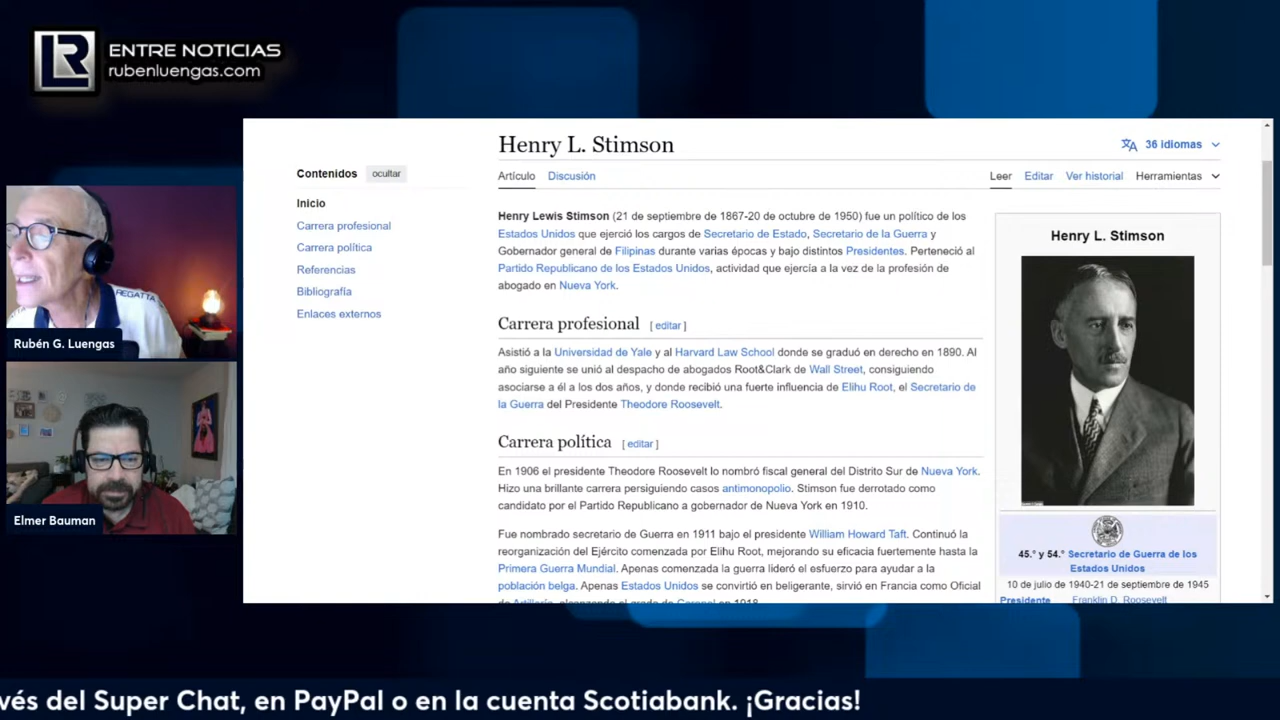 LR ENTRE NOTICIAS
rubenluengas.com
REGATTA
Rubén G. Luengas
Elmer Bauman
Contenidos ocultar
Inicio
Carrera profesional
Carrera política
Referencias
Bibliografía
Enlaces externos
Henry L. Stimson
36 idiomas
Artículo Discusión
Leer Editar Ver historial Herramientas
Henry Lewis Stimson (21 de septiembre de 1867-20 de octubre de 1950) fue un político de los
Estados Unidos que ejerció los cargos de Secretario de Estado, Secretario de la Guerra y
Gobernador general de Filipinas durante varias épocas y bajo distintos Presidentes. Perteneció al
Partido Republicano de los Estados Unidos, actividad que ejercía a la vez de la profesión de
abogado en Nueva York.
Carrera profesional [ editar ]
Asistió a la Universidad de Yale y al Harvard Law School donde se graduó en derecho en 1890. Al
año siguiente se unió al despacho de abogados Root&Clark de Wall Street, consiguiendo
asociarse a él a los dos años, y donde recibió una fuerte influencia de Elihu Root, el Secretario de
la Guerra del Presidente Theodore Roosevelt.
Carrera política [ editar ]
En 1906 el presidente Theodore Roosevelt lo nombró fiscal general del Distrito Sur de Nueva York.
Hizo una brillante carrera persiguiendo casos antimonopolio. Stimson fue derrotado como
candidato por el Partido Republicano a gobernador de Nueva York en 1910.
Fue nombrado secretario de Guerra en 1911 bajo el presidente William Howard Taft. Continuó la
reorganización del Ejército comenzada por Elihu Root, mejorando su eficacia fuertemente hasta la
Primera Guerra Mundial. Apenas comenzada la guerra lideró el esfuerzo para ayudar a la
población belga. Apenas Estados Unidos se convirtió en beligerante, sirvió en Francia como Oficial
de Artillería, alcanzando el grado de Coronel en 1918.
Henry L. Stimson
45.º y 54.º Secretario de Guerra de los
Estados Unidos
10 de julio de 1940-21 de septiembre de 1945
Presidente Franklin D. Roosevelt
vés del Super Chat, en PayPal o en la cuenta Scotiabank. ¡Gracias!